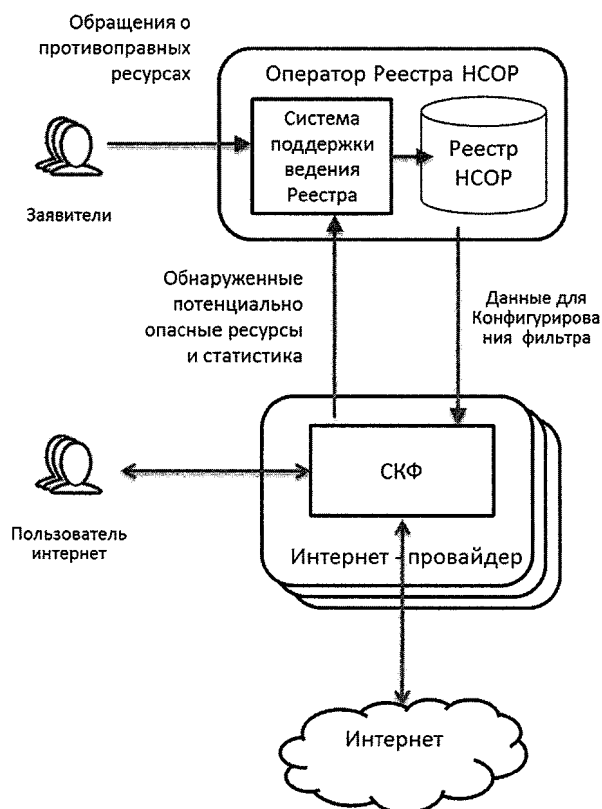 Обращения о
противоправных
ресурсах
Оператор Реестра НСОР
Система
поддержки
ведения
Реестра
Реестр
НСОР
Заявители
Обнаруженные
потенциально
опасные ресурсы
и статистика
Данные для
Конфигурирова
ния фильтра
СКФ
Пользователь
интернет
Интернет - провайдер
Интернет